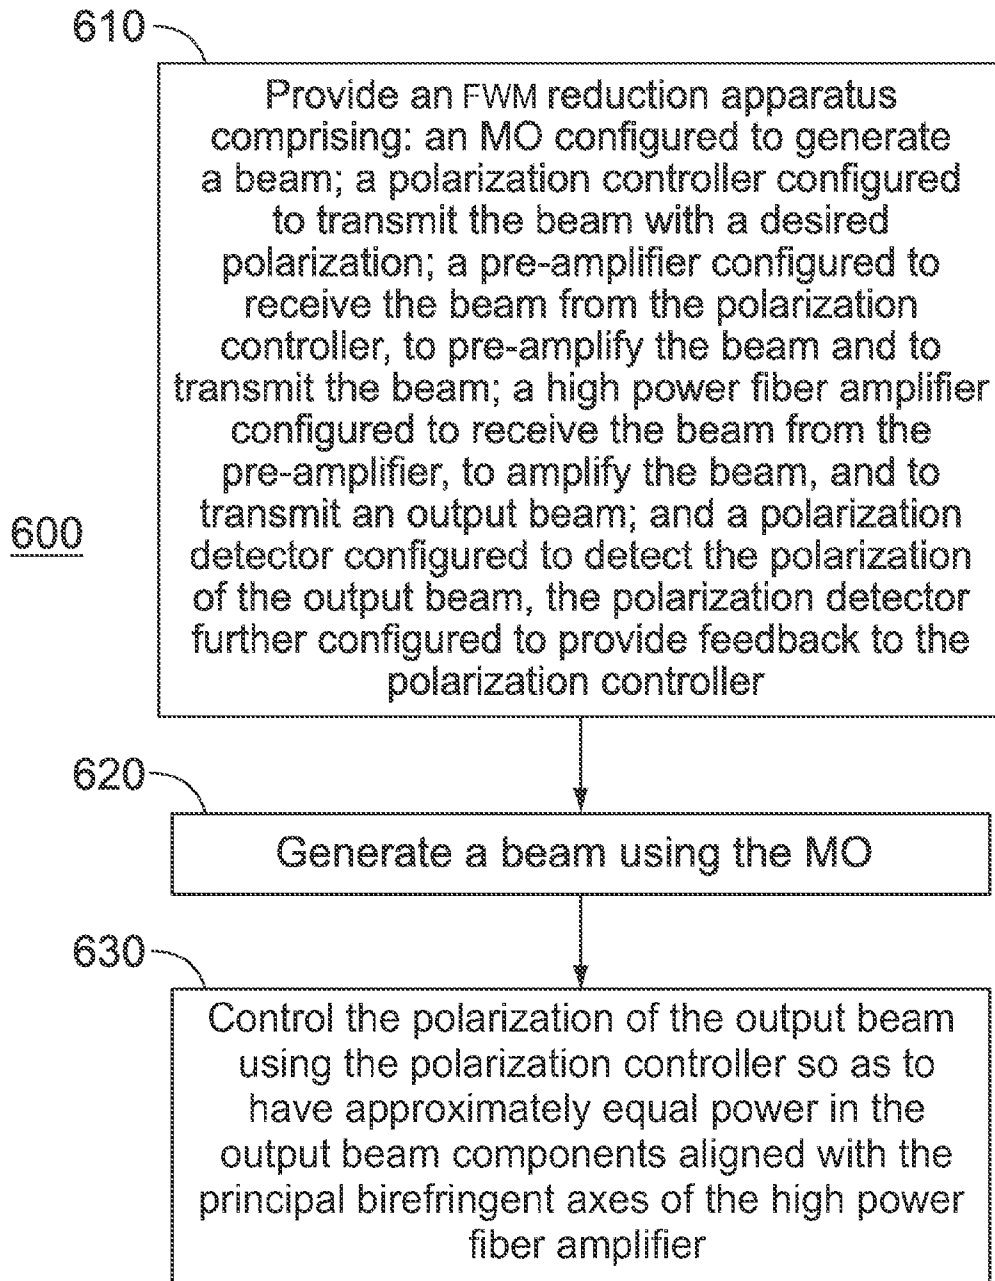 610
Provide an FWM reduction apparatus
comprising: an MO configured to generate
a beam; a polarization controller configured
to transmit the beam with a desired
polarization; a pre-amplifier configured to
receive the beam from the polarization
controller, to pre-amplify the beam and to
transmit the beam; a high power fiber amplifier
configured to receive the beam from the
pre-amplifier, to amplify the beam, and to
transmit an output beam; and a polarization
detector configured to detect the polarization
of the output beam, the polarization detector
further configured to provide feedback to the
polarization controller
600
620
Generate a beam using the MO
630
Control the polarization of the output beam
using the polarization controller so as to
have approximately equal power in the
output beam components aligned with the
principal birefringent axes of the high power
fiber amplifier